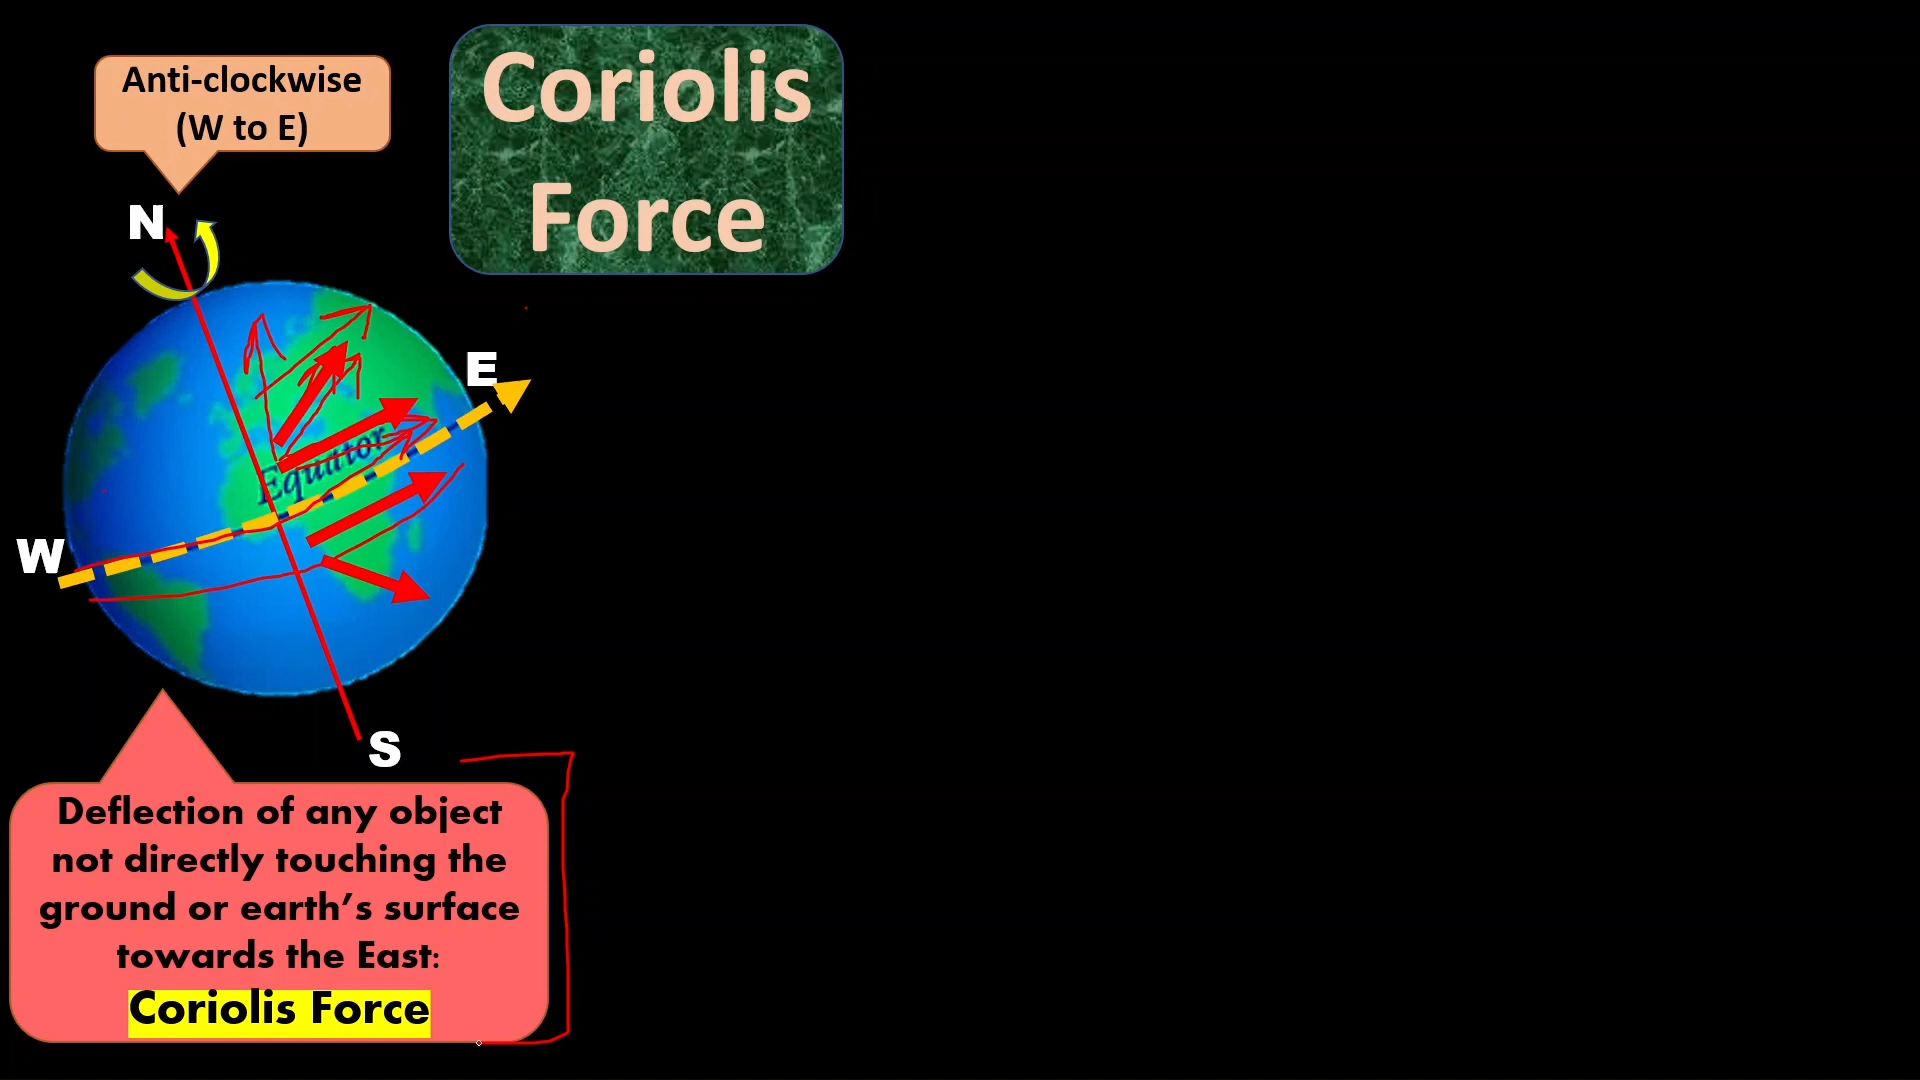 Coriolis
Force
Anti-clockwise
(W to E)
N
E
Equator
W
S
Deflection of any object
not directly touching the
ground or earth’s surface
towards the East:
Coriolis Force